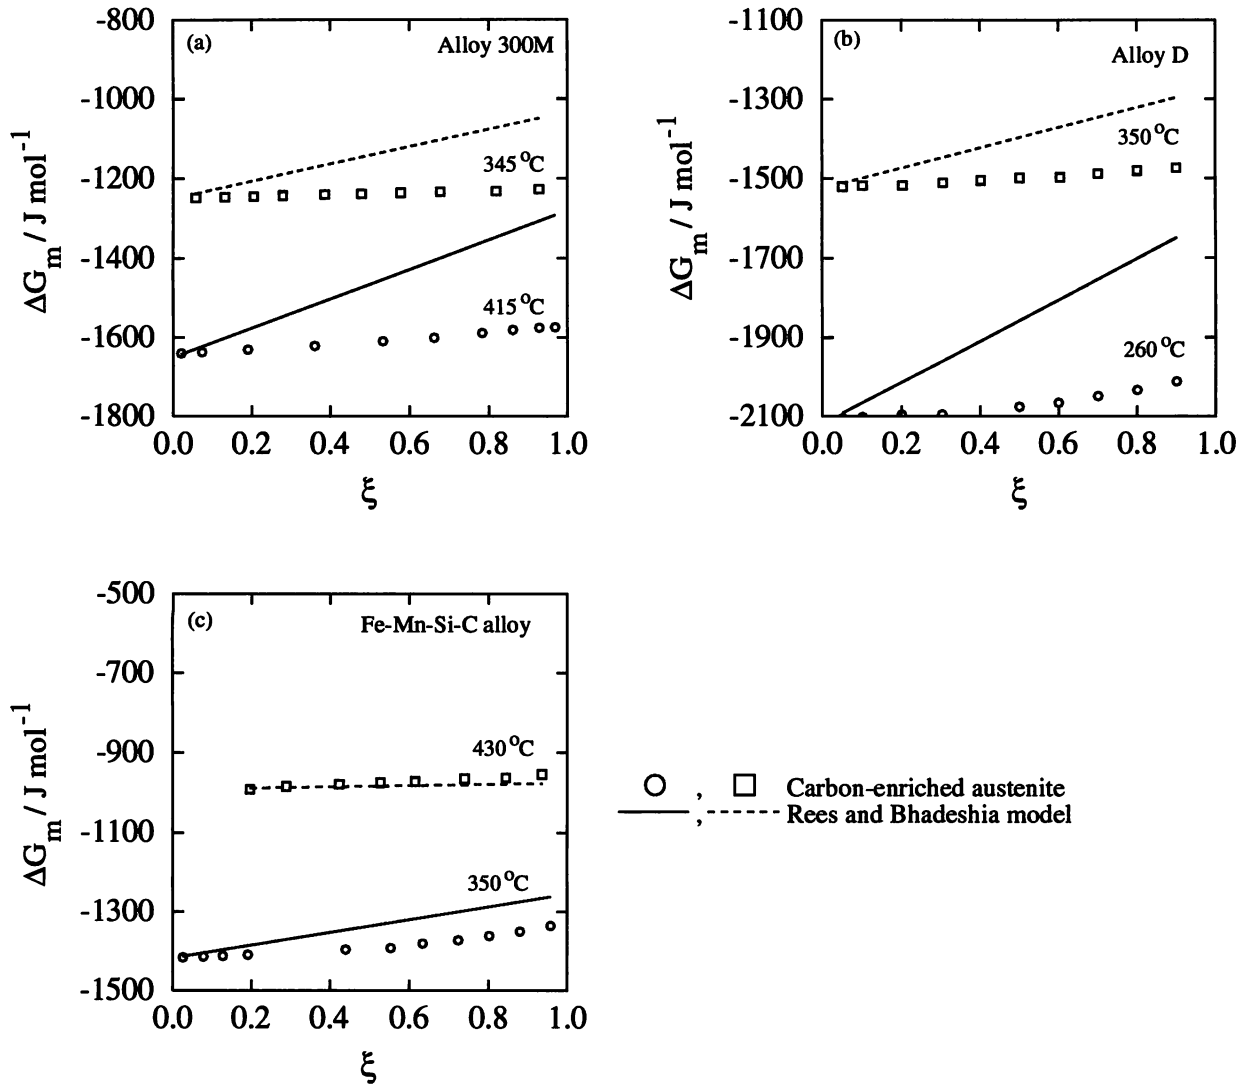 (a)
Alloy 300M
-800
-1000
-1200
-1400
-1600
-1800
ΔG_m / J mol⁻¹
345 °C
415 °C
0.0 0.2 0.4 0.6 0.8 1.0
ξ
(b)
Alloy D
-1100
-1300
-1500
-1700
-1900
-2100
ΔG_m / J mol⁻¹
350 °C
260 °C
0.0 0.2 0.4 0.6 0.8 1.0
ξ
(c)
Fe-Mn-Si-C alloy
-500
-700
-900
-1100
-1300
-1500
ΔG_m / J mol⁻¹
430 °C
350 °C
0.0 0.2 0.4 0.6 0.8 1.0
ξ
, Carbon-enriched austenite
, Rees and Bhadeshia model